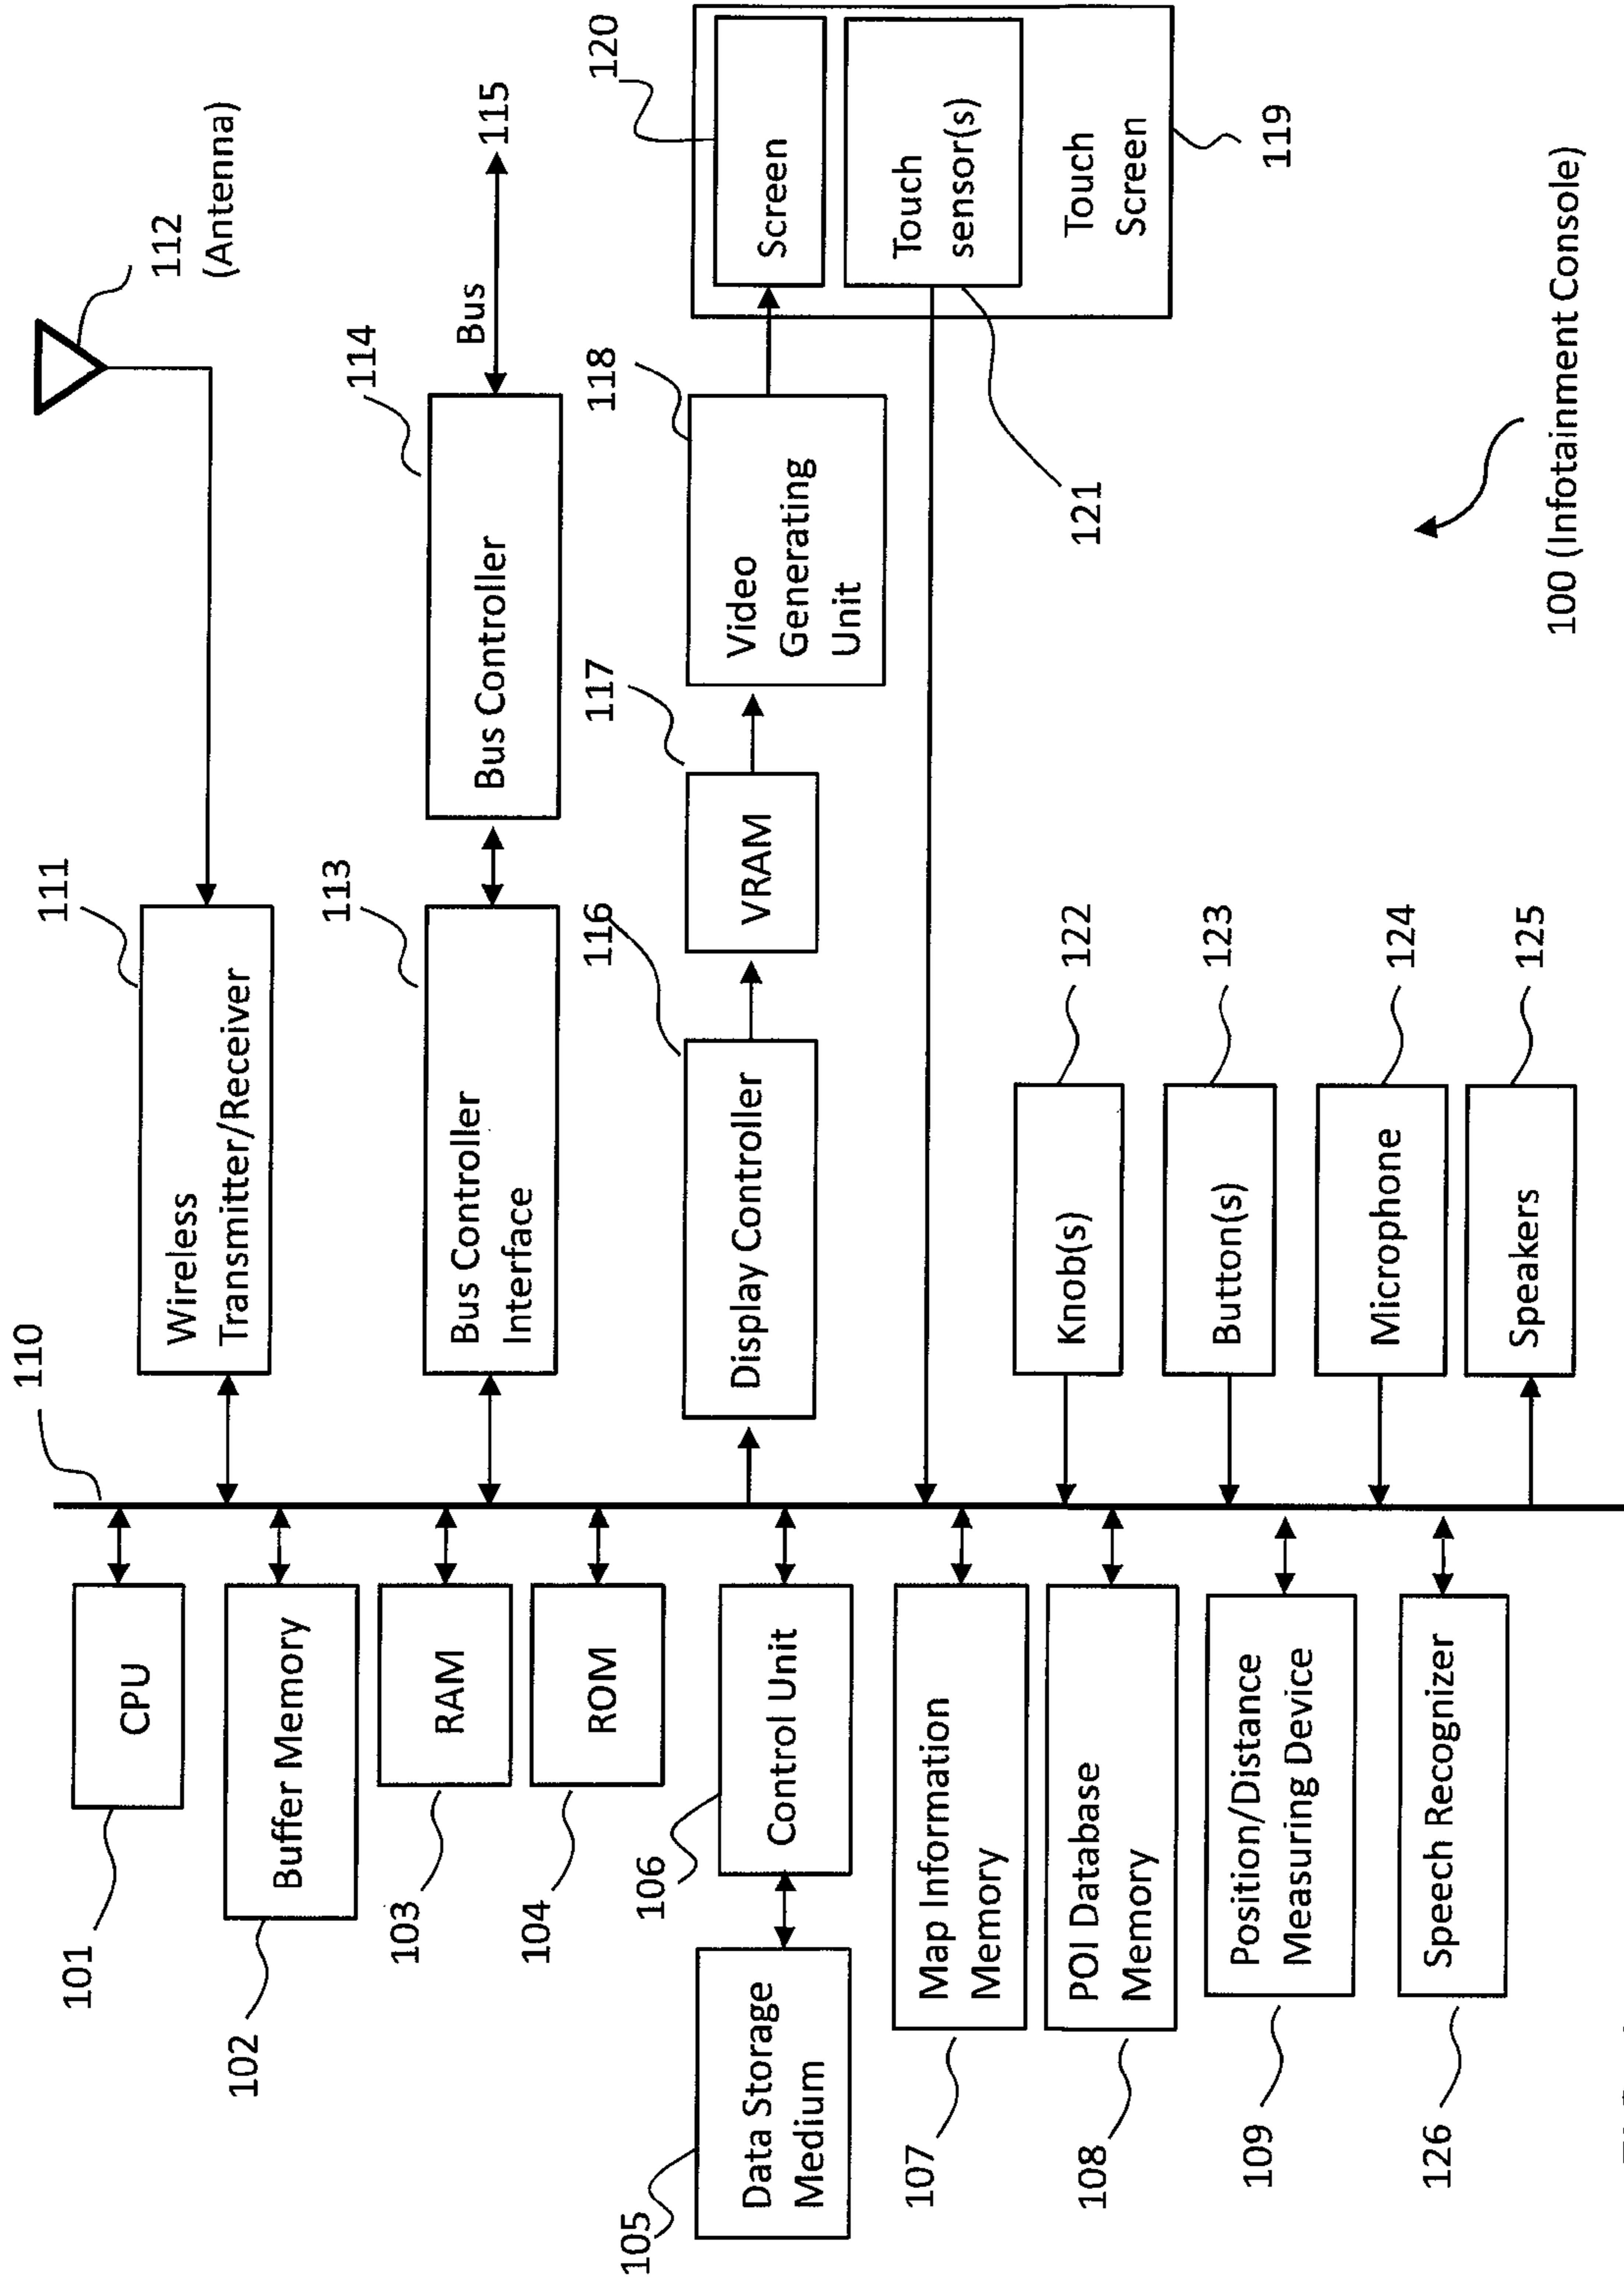 110
101
CPU
102
Buffer Memory
103
RAM
104
ROM
105
Data Storage
Medium
106
Control Unit
107
Map Information
Memory
108
POI Database
Memory
109
Position/Distance
Measuring Device
126
Speech Recognizer
111
Wireless
Transmitter/Receiver
112
(Antenna)
113
Bus Controller
Interface
114
Bus Controller
Bus
115
116
Display Controller
117
VRAM
118
Video
Generating
Unit
120
Screen
Touch
sensor(s)
121
Touch
Screen
119
Knob(s)
122
Button(s)
123
Microphone
124
Speakers
125
100 (Infotainment Console)